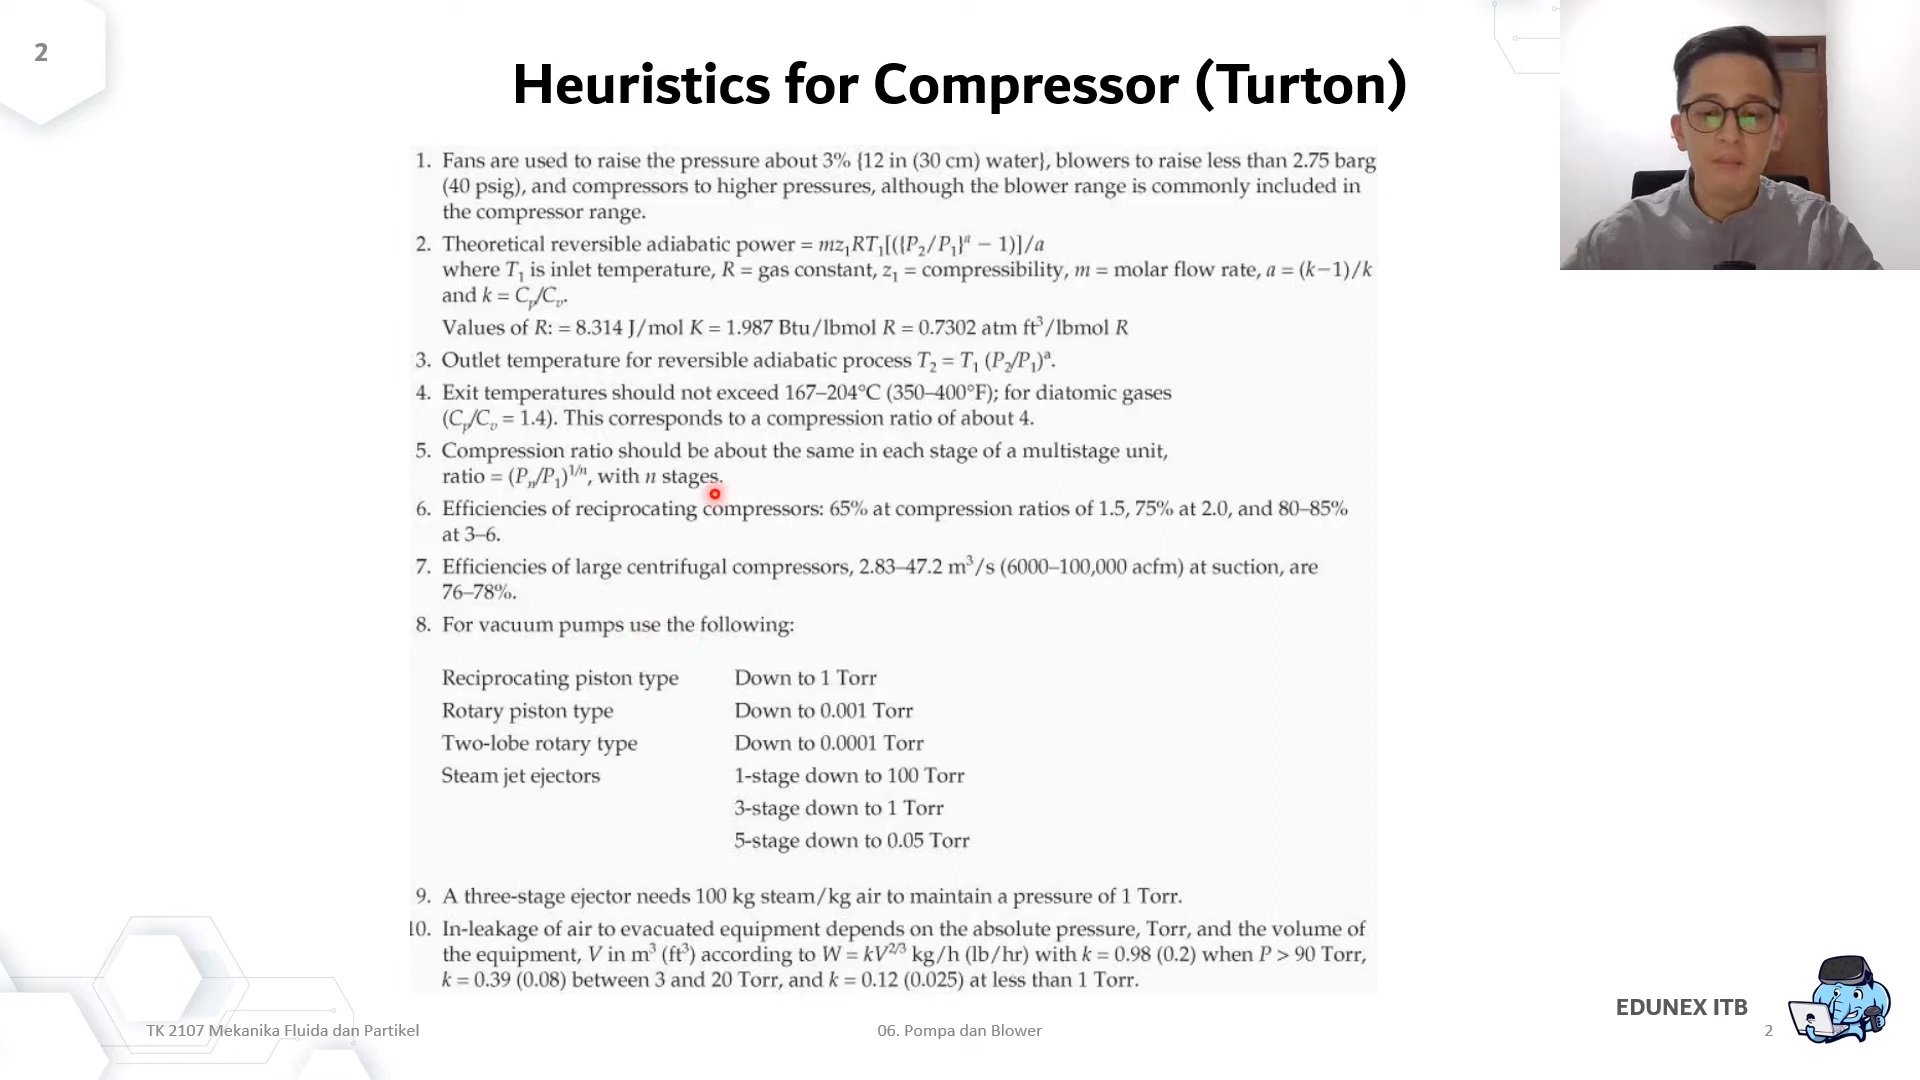 2
Heuristics for Compressor (Turton)
1. Fans are used to raise the pressure about 3% {12 in (30 cm) water}, blowers to raise less than 2.75 barg
(40 psig), and compressors to higher pressures, although the blower range is commonly included in
the compressor range.
2. Theoretical reversible adiabatic power = mz₁RT₁[({P₂/P₁}ᵃ − 1)]/a
where T₁ is inlet temperature, R = gas constant, z₁ = compressibility, m = molar flow rate, a = (k−1)/k
and k = Cₚ/Cᵥ.
Values of R: = 8.314 J/mol K = 1.987 Btu/lbmol R = 0.7302 atm ft³/lbmol R
3. Outlet temperature for reversible adiabatic process T₂ = T₁ (P₂/P₁)ᵃ.
4. Exit temperatures should not exceed 167–204°C (350–400°F); for diatomic gases
(Cₚ/Cᵥ = 1.4). This corresponds to a compression ratio of about 4.
5. Compression ratio should be about the same in each stage of a multistage unit,
ratio = (Pₙ/P₁)¹/ⁿ, with n stages.
6. Efficiencies of reciprocating compressors: 65% at compression ratios of 1.5, 75% at 2.0, and 80–85%
at 3–6.
7. Efficiencies of large centrifugal compressors, 2.83–47.2 m³/s (6000–100,000 acfm) at suction, are
76–78%.
8. For vacuum pumps use the following:
Reciprocating piston type Down to 1 Torr
Rotary piston type Down to 0.001 Torr
Two-lobe rotary type Down to 0.0001 Torr
Steam jet ejectors 1-stage down to 100 Torr
3-stage down to 1 Torr
5-stage down to 0.05 Torr
9. A three-stage ejector needs 100 kg steam/kg air to maintain a pressure of 1 Torr.
10. In-leakage of air to evacuated equipment depends on the absolute pressure, Torr, and the volume of
the equipment, V in m³ (ft³) according to W = kV²/³ kg/h (lb/hr) with k = 0.98 (0.2) when P > 90 Torr,
k = 0.39 (0.08) between 3 and 20 Torr, and k = 0.12 (0.025) at less than 1 Torr.
EDUNEX ITB
TK 2107 Mekanika Fluida dan Partikel
06. Pompa dan Blower
2